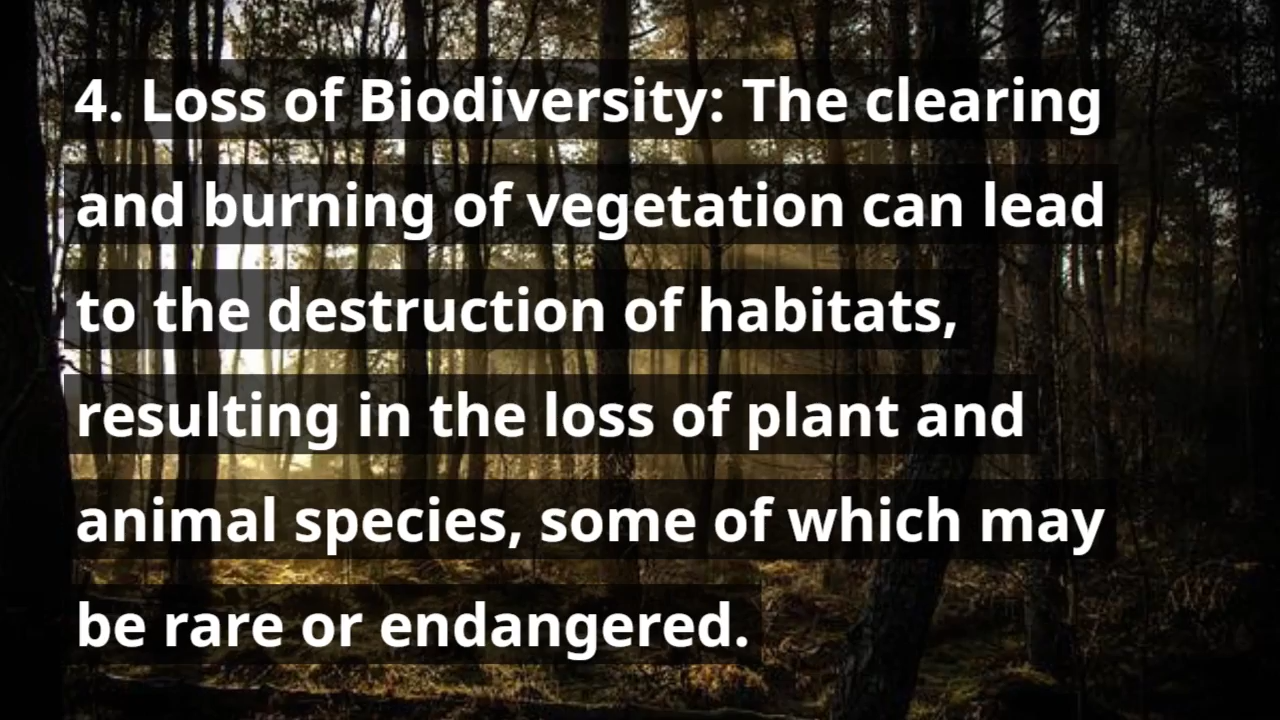 4. Loss of Biodiversity: The clearing
and burning of vegetation can lead
to the destruction of habitats,
resulting in the loss of plant and
animal species, some of which may
be rare or endangered.